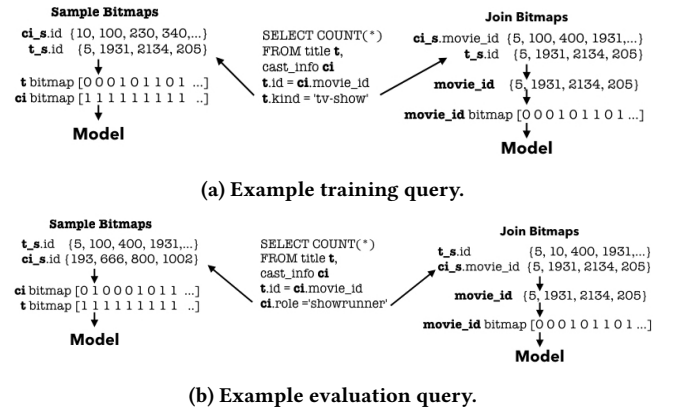 Sample Bitmaps
ci_s.id {10, 100, 230, 340,...}
t_s.id {5, 1931, 2134, 205}
t bitmap [0 0 0 1 0 1 1 0 1 ...]
ci bitmap [1 1 1 1 1 1 1 1 1 ..]
Model
SELECT COUNT(*)
FROM title t,
cast_info ci
t.id = ci.movie_id
t.kind = 'tv-show'
Join Bitmaps
ci_s.movie_id {5, 100, 400, 1931,...}
t_s.id {5, 1931, 2134, 205}
movie_id {5, 1931, 2134, 205}
movie_id bitmap [0 0 0 1 0 1 1 0 1 ...]
Model
(a) Example training query.
Sample Bitmaps
t_s.id {5, 100, 400, 1931,...}
ci_s.id {193, 666, 800, 1002}
ci bitmap [0 1 0 0 0 1 0 1 1 ...]
t bitmap [1 1 1 1 1 1 1 1 1 ..]
Model
SELECT COUNT(*)
FROM title t,
cast_info ci
t.id = ci.movie_id
ci.role ='showrunner'
Join Bitmaps
t_s.id {5, 10, 400, 1931,...}
ci_s.movie_id {5, 1931, 2134, 205}
movie_id {5, 1931, 2134, 205}
movie_id bitmap [0 0 0 1 0 1 1 0 1 ...]
Model
(b) Example evaluation query.